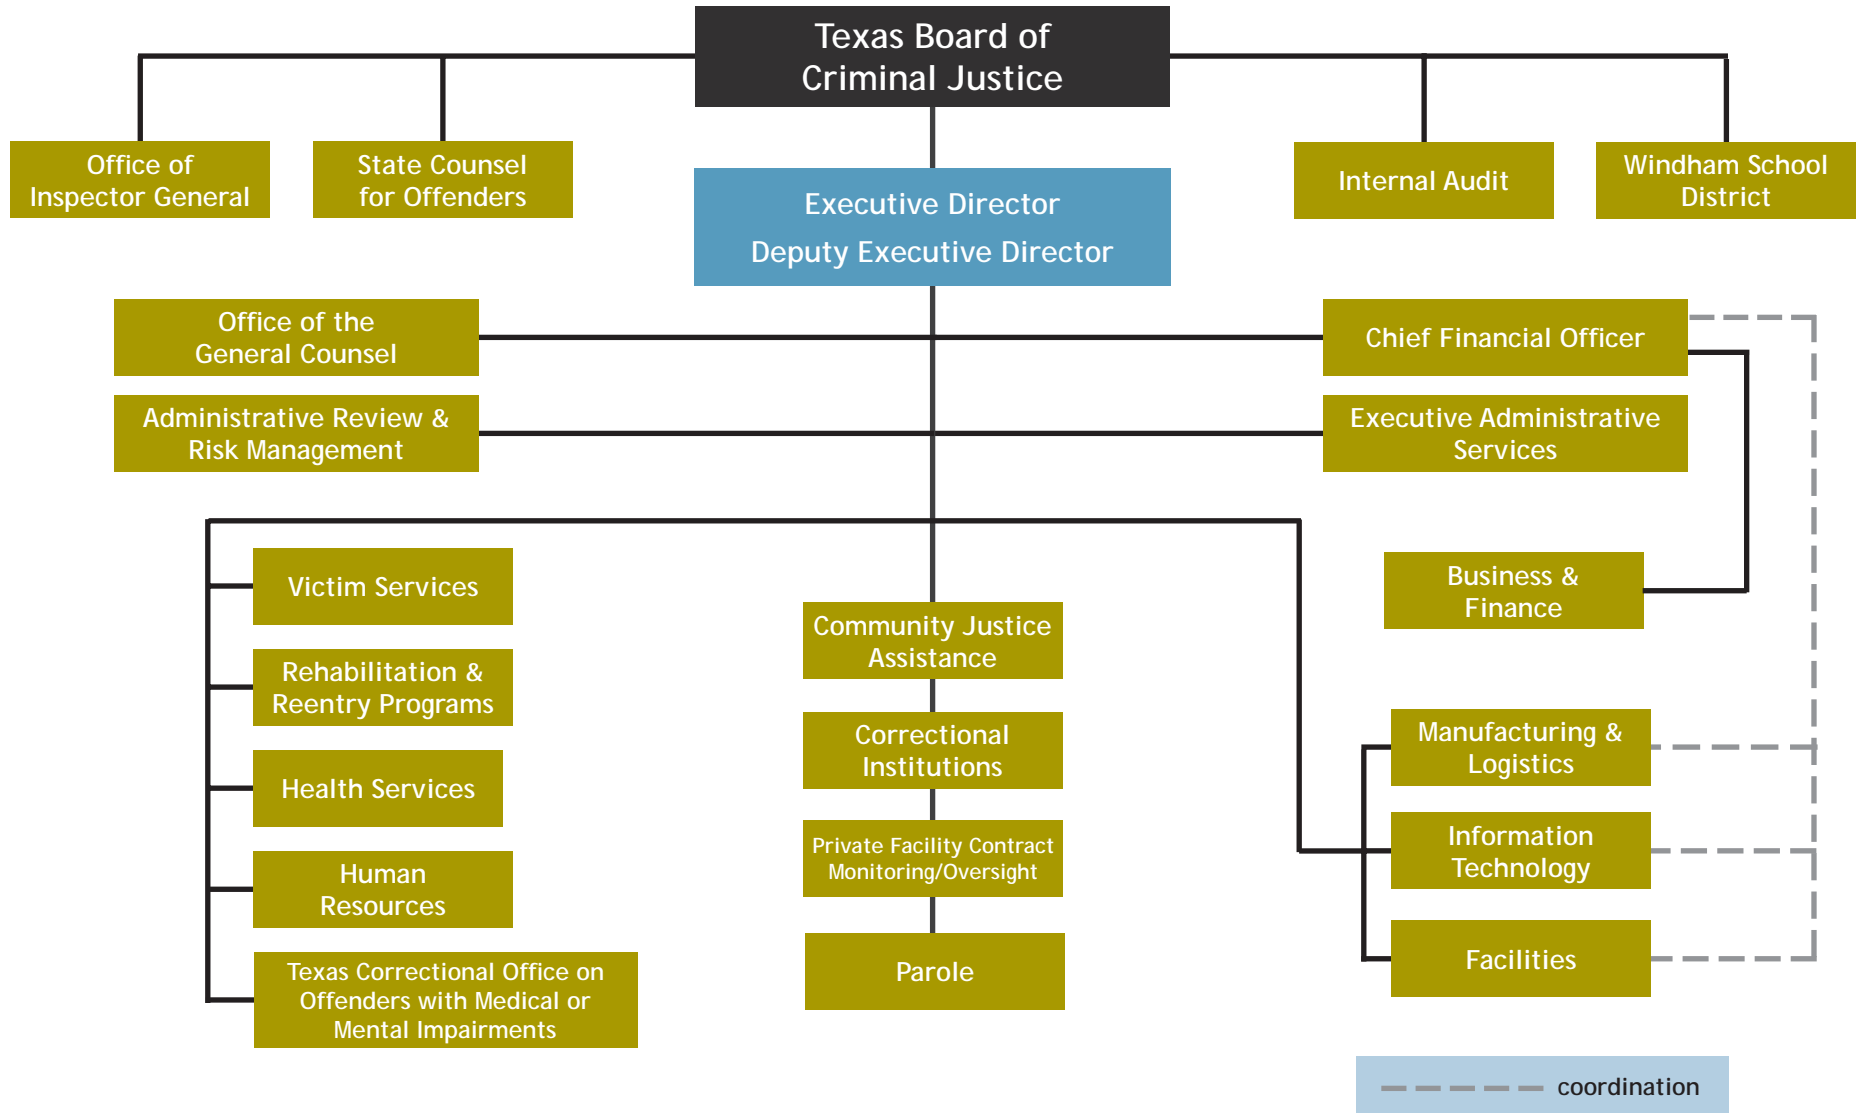 Texas Board of
Criminal Justice
Office of
Inspector General
State Counsel
for Offenders
Internal Audit
Windham School
District
Executive Director
Deputy Executive Director
Office of the
General Counsel
Chief Financial Officer
Administrative Review &
Risk Management
Executive Administrative
Services
Victim Services
Rehabilitation &
Reentry Programs
Health Services
Human
Resources
Texas Correctional Office on
Offenders with Medical or
Mental Impairments
Community Justice
Assistance
Correctional
Institutions
Private Facility Contract
Monitoring/Oversight
Parole
Business &
Finance
Manufacturing &
Logistics
Information
Technology
Facilities
coordination